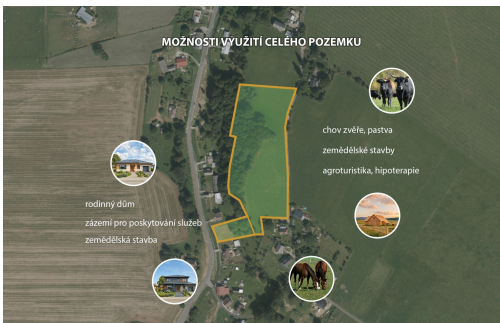 MOŽNOSTI VYUŽITÍ CELÉHO POZEMKU
chov zvěře, pastva
zemědělské stavby
agroturistika, hipoterapie
rodinný dům
zázemí pro poskytování služeb
zemědělská stavba